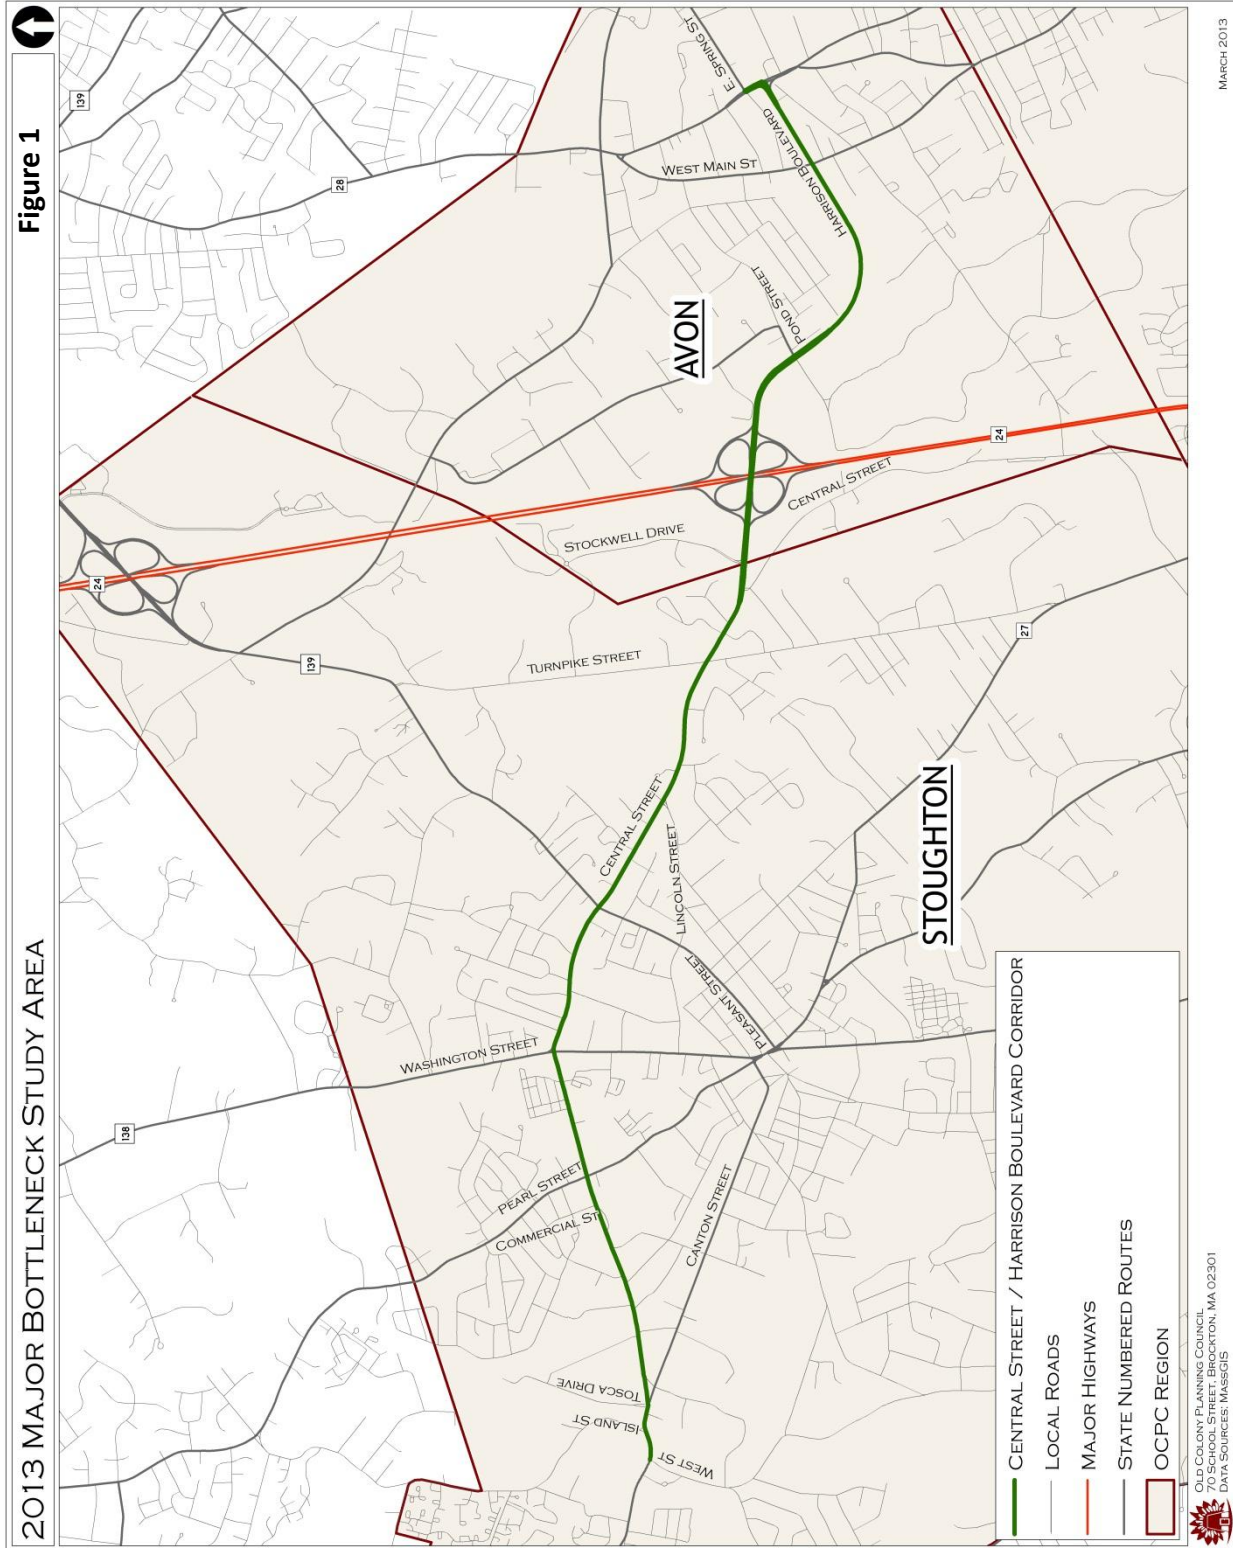 2013 MAJOR BOTTLENECK STUDY AREA
Figure 1
139
28
138
24
139
E. SPRING ST
WEST MAIN ST
HARRISON BOULEVARD
HARRISON BOULEVARD
POND STREET
AVON
24
CENTRAL STREET
STOCKWELL DRIVE
TURNPIKE STREET
27
CENTRAL STREET
LINCOLN STREET
STOUGHTON
PLEASANT STREET
WASHINGTON STREET
PEARL STREET
COMMERCIAL ST
CANTON STREET
TOSCA DRIVE
ISLAND ST
WEST ST
CENTRAL STREET / HARRISON BOULEVARD CORRIDOR
LOCAL ROADS
MAJOR HIGHWAYS
STATE NUMBERED ROUTES
OCPC REGION
OLD COLONY PLANNING COUNCIL
70 SCHOOL STREET, BROCKTON, MA 02301
DATA SOURCES: MASSGIS
MARCH 2013